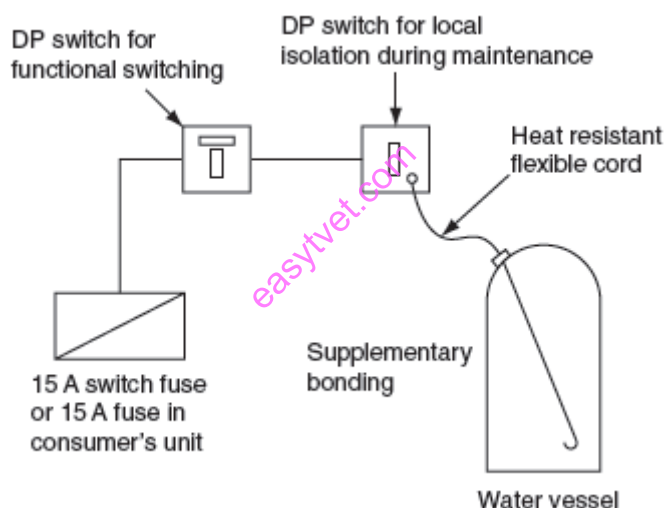 DP switch for
functional switching
DP switch for local
isolation during maintenance
Heat resistant
flexible cord
easytvet.com
Supplementary
bonding
15 A switch fuse
or 15 A fuse in
consumer's unit
Water vessel